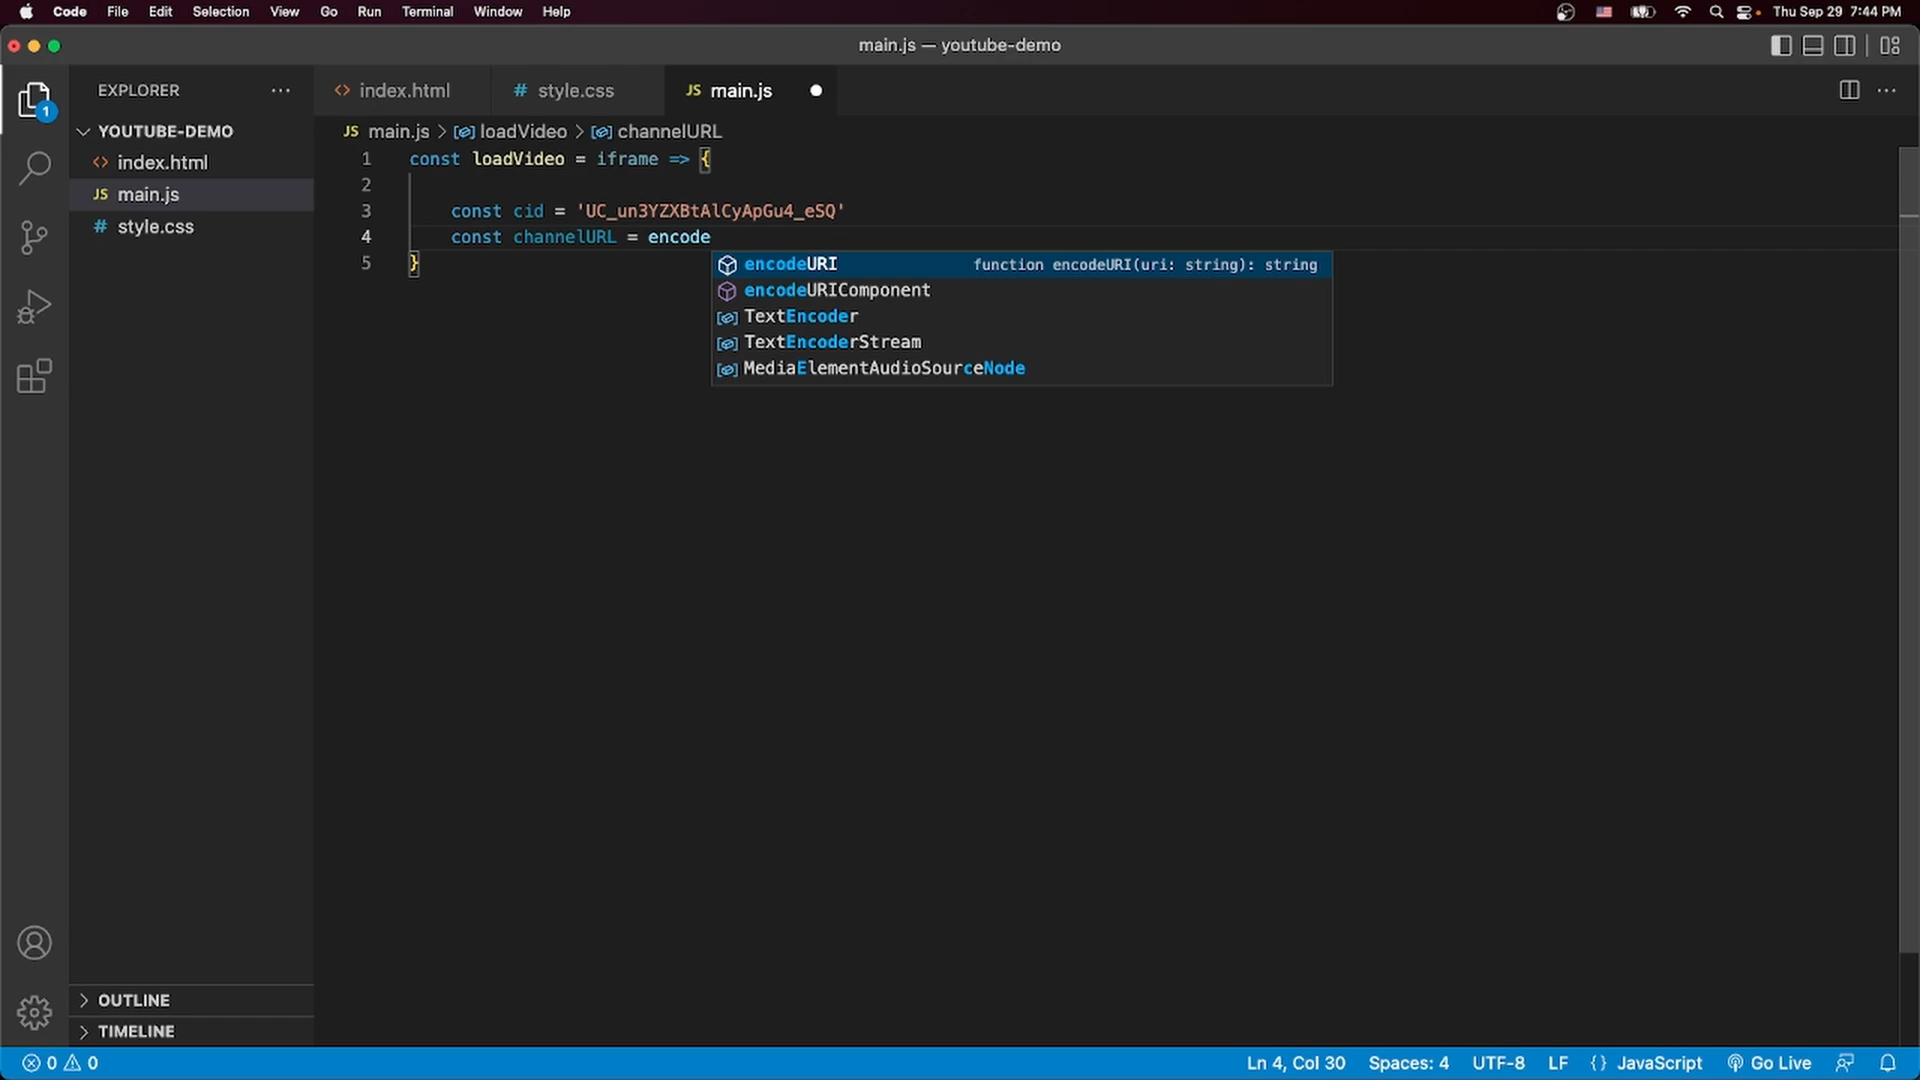 Code File Edit Selection View Go Run Terminal Window Help Thu Sep 29 7:44 PM
main.js — youtube-demo
EXPLORER ··· <> index.html # style.css JS main.js ● ···
1
YOUTUBE-DEMO
<> index.html
JS main.js
# style.css
JS main.js > loadVideo > channelURL
1 const loadVideo = iframe => {
2
3 const cid = 'UC_un3YZXBtAlCyApGu4_eSQ'
4 const channelURL = encode
5 }
encodeURI function encodeURI(uri: string): string
encodeURIComponent
TextEncoder
TextEncoderStream
MediaElementAudioSourceNode
> OUTLINE
> TIMELINE
0 0 Ln 4, Col 30 Spaces: 4 UTF-8 LF {} JavaScript Go Live